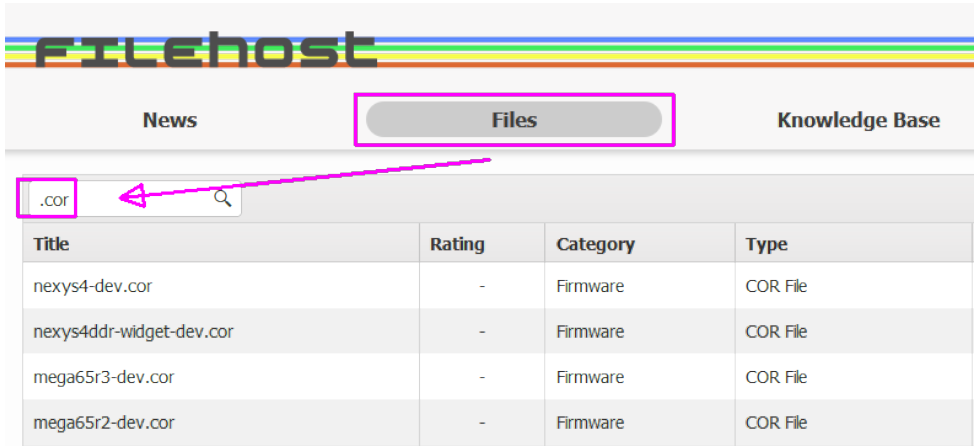 FILEhost
News Files Knowledge Base
.cor
Title Rating Category Type
nexys4-dev.cor - Firmware COR File
nexys4ddr-widget-dev.cor - Firmware COR File
mega65r3-dev.cor - Firmware COR File
mega65r2-dev.cor - Firmware COR File